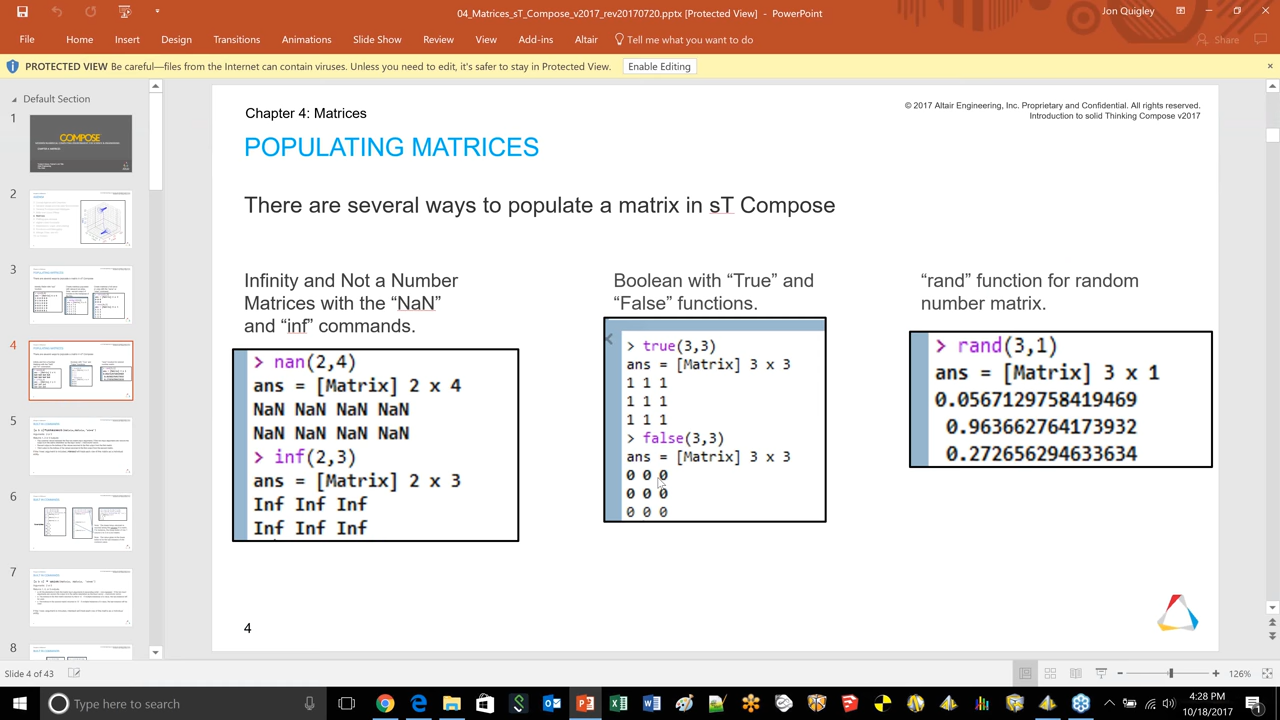 04_Matrices_sT_Compose_v2017_rev20170720.pptx [Protected View] - PowerPoint
Jon Quigley
File Home Insert Design Transitions Animations Slide Show Review View Add-ins Altair Tell me what you want to do
Share
PROTECTED VIEW Be careful—files from the Internet can contain viruses. Unless you need to edit, it's safer to stay in Protected View. Enable Editing
Default Section
1
COMPOSE
2
3
4
5
6
7
8
Chapter 4: Matrices
© 2017 Altair Engineering, Inc. Proprietary and Confidential. All rights reserved.
Introduction to solid Thinking Compose v2017
POPULATING MATRICES
There are several ways to populate a matrix in sT Compose
Infinity and Not a Number
Matrices with the “NaN”
and “inf” commands.
> nan(2,4)
ans = [Matrix] 2 x 4
NaN NaN NaN NaN
NaN NaN NaN NaN
> inf(2,3)
ans = [Matrix] 2 x 3
Inf Inf Inf
Inf Inf Inf
Boolean with “True” and
“False” functions.
> true(3,3)
ans = [Matrix] 3 x 3
1 1 1
1 1 1
1 1 1
> false(3,3)
ans = [Matrix] 3 x 3
0 0 0
0 0 0
0 0 0
“rand” function for random
number matrix.
> rand(3,1)
ans = [Matrix] 3 x 1
0.0567129758419469
0.963662764173932
0.272656294633634
4
Slide 4 of 43
126%
Type here to search
4:28 PM
10/18/2017